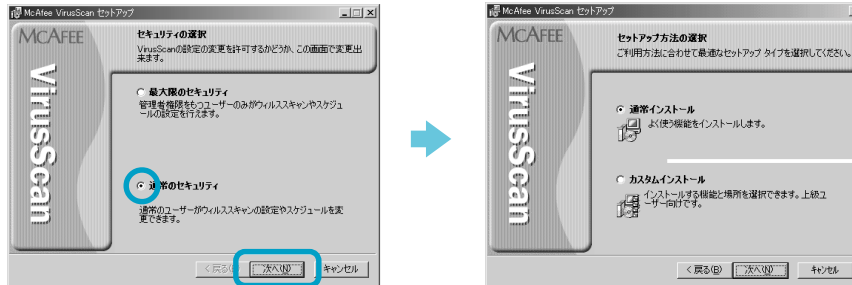 McAfee VirusScan セットアップ
MCAFEE
VirusScan
セキュリティの選択
VirusScanの設定の変更を許可するかどうか、この画面で変更出
来ます。
最大限のセキュリティ
管理者権限をもつユーザーのみがウィルススキャンやスケジュ
ールの設定を行えます。
通常のセキュリティ
通常のユーザーがウィルススキャンの設定やスケジュールを変
更できます。
< 戻る(B)
次へ(N)
キャンセル
McAfee VirusScan セットアップ
MCAFEE
VirusScan
セットアップ方法の選択
ご利用方法に合わせて最適なセットアップ タイプを選択してください。
通常インストール
よく使う機能をインストールします。
カスタムインストール
インストールする機能と場所を選択できます。上級ユ
ーザー向けです。
< 戻る(B)
次へ(N)
キャンセル